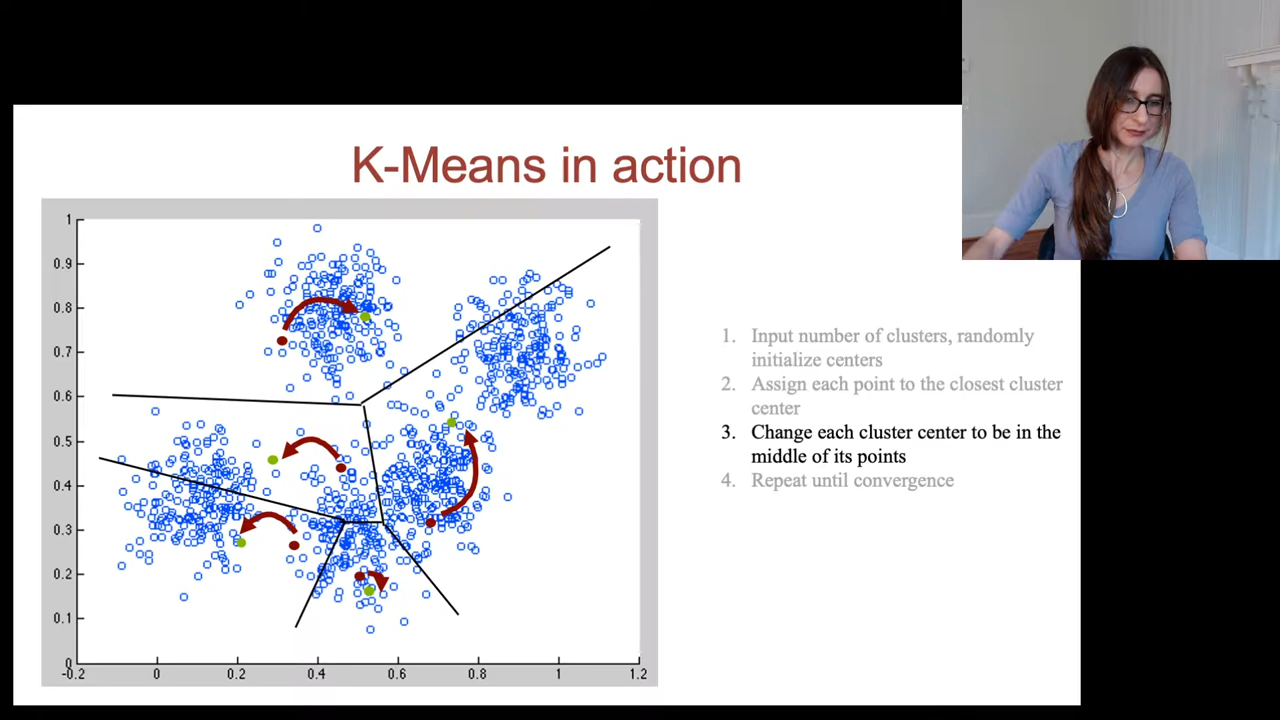 K-Means in action
1
0.9
0.8
0.7
0.6
0.5
0.4
0.3
0.2
0.1
0
-0.2 0 0.2 0.4 0.6 0.8 1 1.2
1. Input number of clusters, randomly
initialize centers
2. Assign each point to the closest cluster
center
3. Change each cluster center to be in the
middle of its points
4. Repeat until convergence